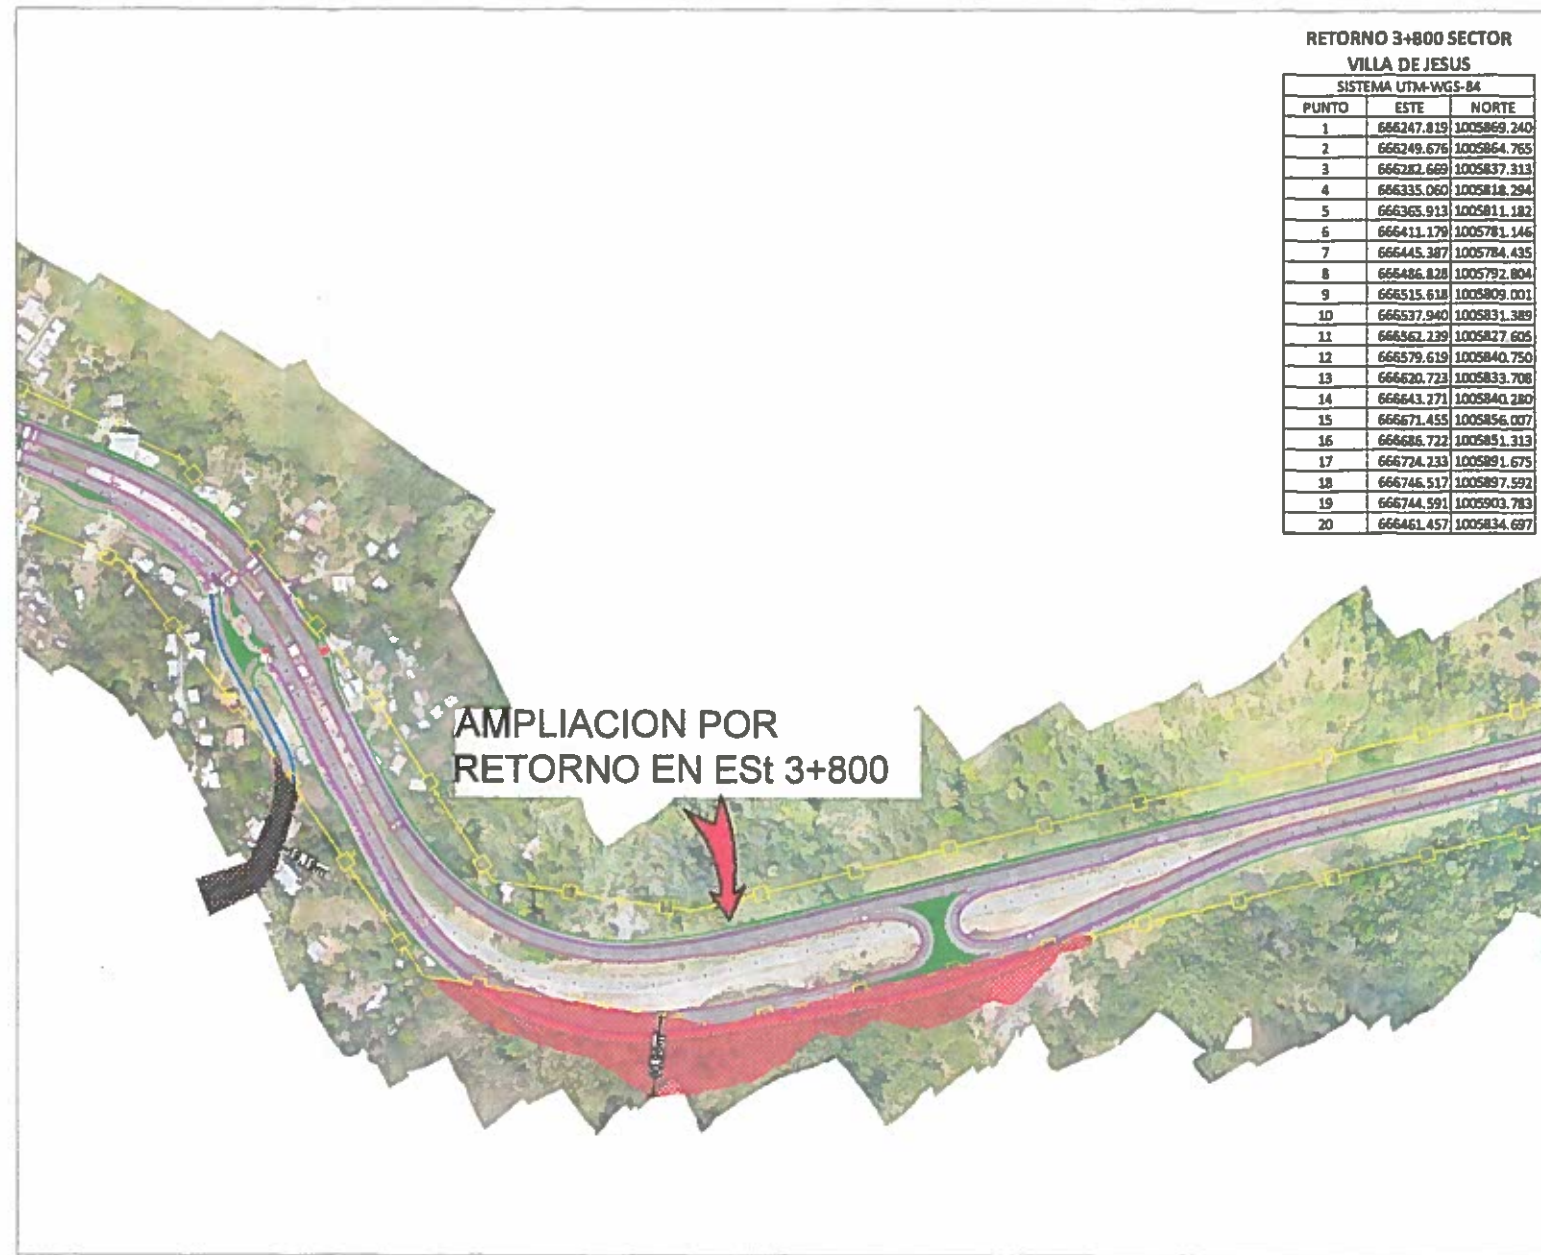 RETORNO 3+800 SECTOR
VILLA DE JESUS
SISTEMA UTM-WGS-84
PUNTO ESTE NORTE
1 666247.819 1005869.240
2 666249.676 1005864.765
3 666282.669 1005837.313
4 666335.060 1005818.294
5 666365.913 1005811.182
6 666411.179 1005781.146
7 666445.387 1005784.435
8 666486.828 1005792.804
9 666515.618 1005809.001
10 666537.940 1005831.389
11 666562.239 1005827.605
12 666579.619 1005840.750
13 666620.723 1005833.708
14 666643.271 1005840.280
15 666671.455 1005856.007
16 666686.722 1005851.313
17 666724.233 1005891.675
18 666746.517 1005897.592
19 666744.591 1005903.783
20 666461.457 1005834.697
AMPLIACION POR
RETORNO EN ESt 3+800